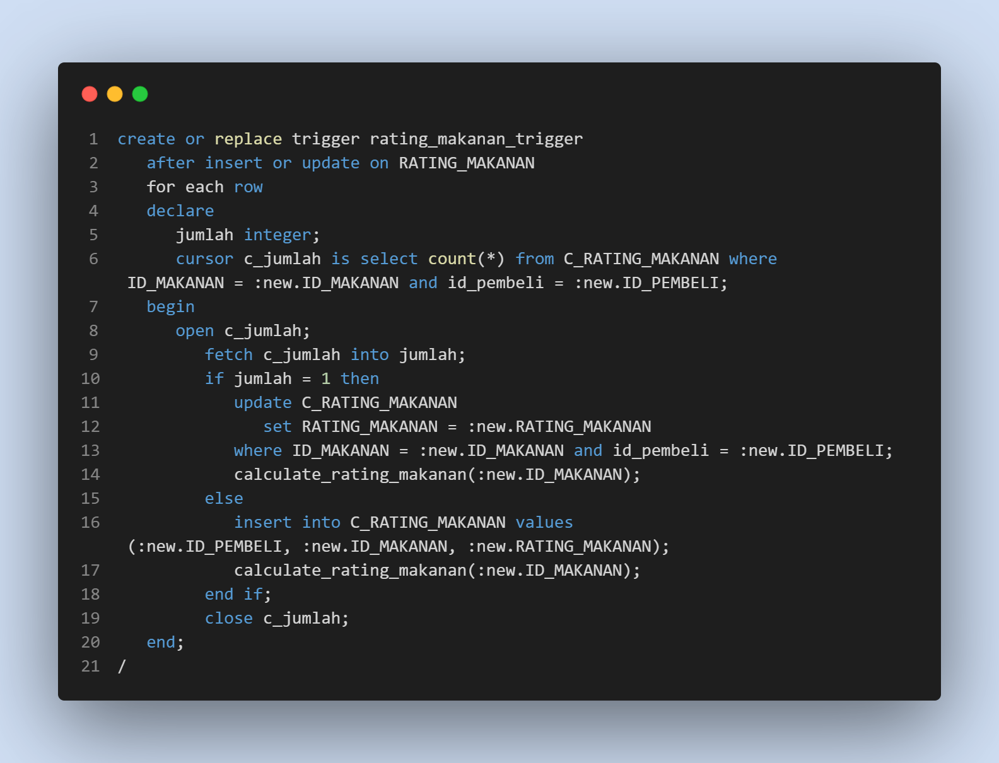 1 create or replace trigger rating_makanan_trigger
2    after insert or update on RATING_MAKANAN
3    for each row
4    declare
5       jumlah integer;
6       cursor c_jumlah is select count(*) from C_RATING_MAKANAN where
ID_MAKANAN = :new.ID_MAKANAN and id_pembeli = :new.ID_PEMBELI;
7    begin
8       open c_jumlah;
9          fetch c_jumlah into jumlah;
10          if jumlah = 1 then
11             update C_RATING_MAKANAN
12                set RATING_MAKANAN = :new.RATING_MAKANAN
13             where ID_MAKANAN = :new.ID_MAKANAN and id_pembeli = :new.ID_PEMBELI;
14             calculate_rating_makanan(:new.ID_MAKANAN);
15          else
16             insert into C_RATING_MAKANAN values
(:new.ID_PEMBELI, :new.ID_MAKANAN, :new.RATING_MAKANAN);
17             calculate_rating_makanan(:new.ID_MAKANAN);
18          end if;
19          close c_jumlah;
20    end;
21 /